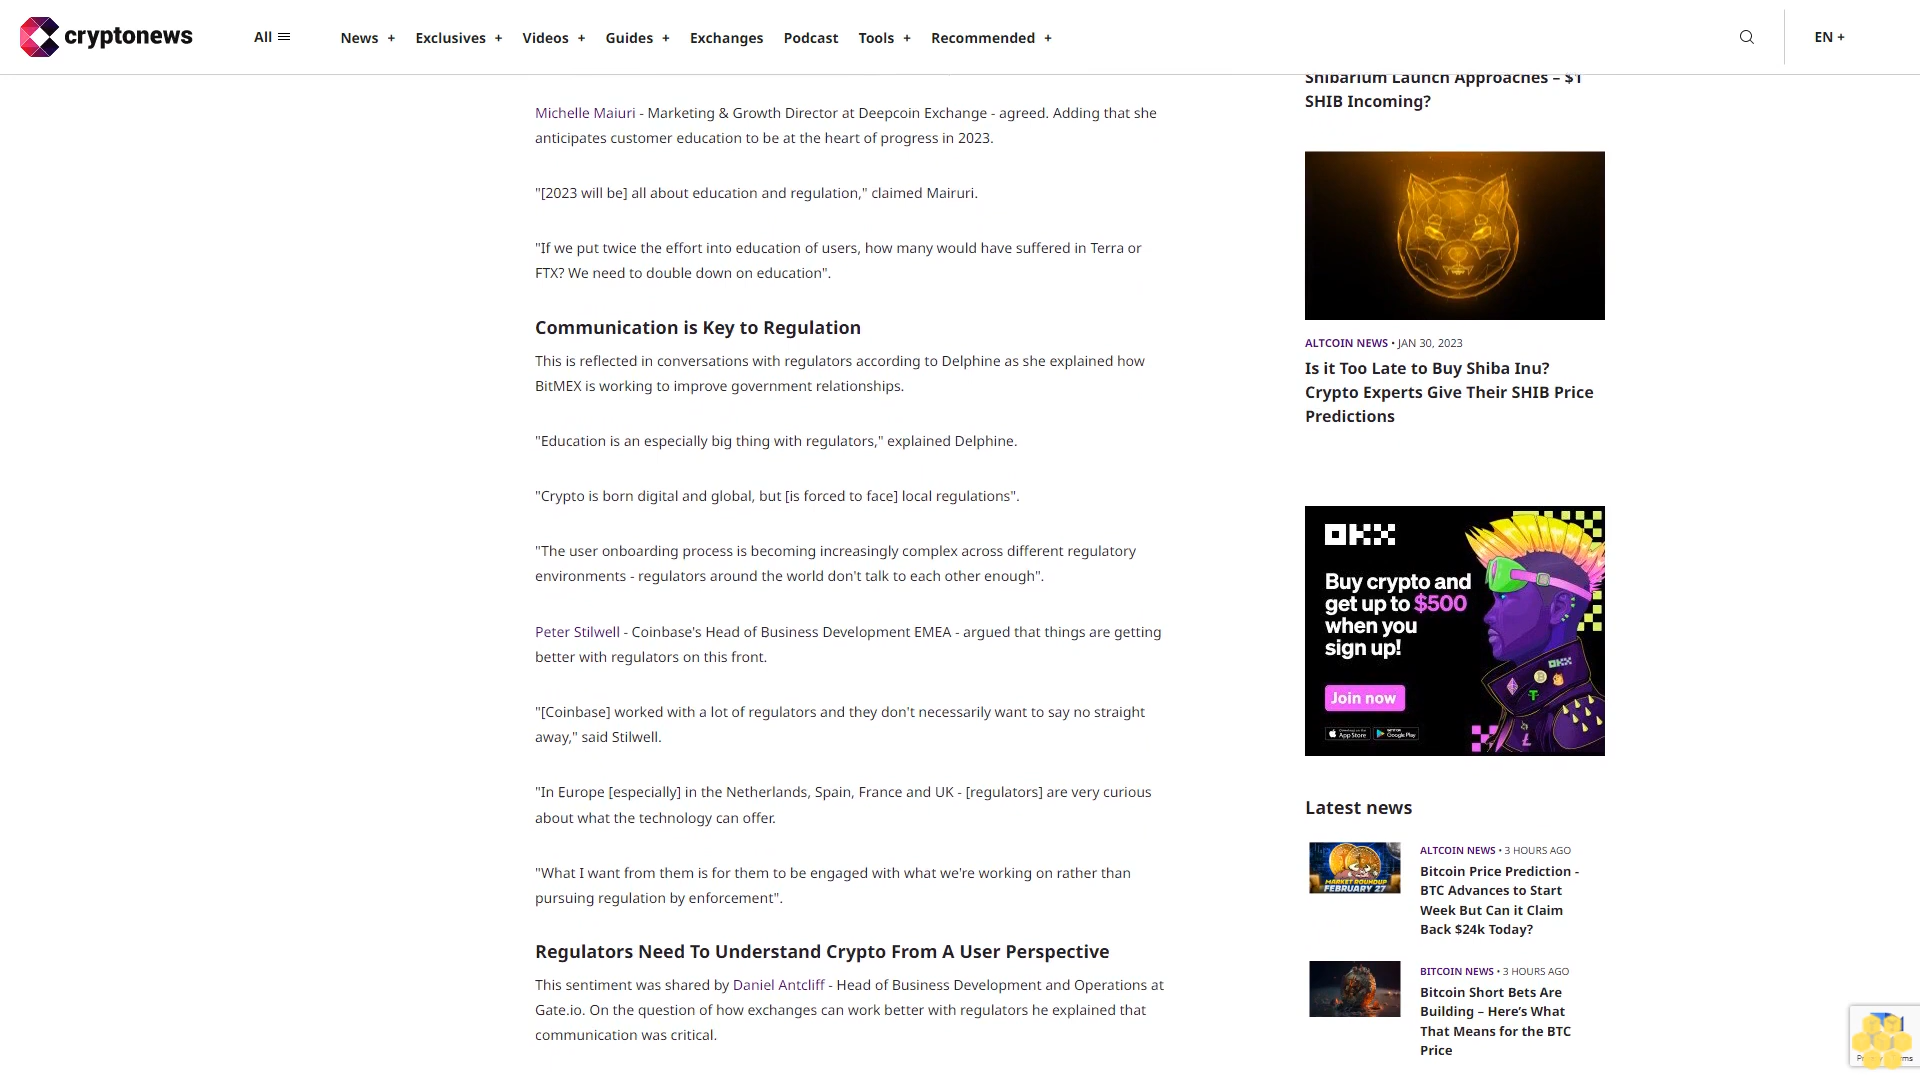 cryptonews
All
News +
Exclusives +
Videos +
Guides +
Exchanges
Podcast
Tools +
Recommended +
EN +
Michelle Maiuri - Marketing & Growth Director at Deepcoin Exchange - agreed. Adding that she
anticipates customer education to be at the heart of progress in 2023.
"[2023 will be] all about education and regulation," claimed Mairuri.
"If we put twice the effort into education of users, how many would have suffered in Terra or
FTX? We need to double down on education".
Communication is Key to Regulation
This is reflected in conversations with regulators according to Delphine as she explained how
BitMEX is working to improve government relationships.
"Education is an especially big thing with regulators," explained Delphine.
"Crypto is born digital and global, but [is forced to face] local regulations".
"The user onboarding process is becoming increasingly complex across different regulatory
environments - regulators around the world don't talk to each other enough".
Peter Stilwell - Coinbase's Head of Business Development EMEA - argued that things are getting
better with regulators on this front.
"[Coinbase] worked with a lot of regulators and they don't necessarily want to say no straight
away," said Stilwell.
"In Europe [especially] in the Netherlands, Spain, France and UK - [regulators] are very curious
about what the technology can offer.
"What I want from them is for them to be engaged with what we're working on rather than
pursuing regulation by enforcement".
Regulators Need To Understand Crypto From A User Perspective
This sentiment was shared by Daniel Antcliff - Head of Business Development and Operations at
Gate.io. On the question of how exchanges can work better with regulators he explained that
communication was critical.
Shibarium Launch Approaches – $1
SHIB Incoming?
ALTCOIN NEWS • JAN 30, 2023
Is it Too Late to Buy Shiba Inu?
Crypto Experts Give Their SHIB Price
Predictions
OKX
Buy crypto and
get up to $500
when you
sign up!
Join now
App Store
Google Play
OKX
Latest news
MARKET ROUNDUP
FEBRUARY 27
ALTCOIN NEWS • 3 HOURS AGO
Bitcoin Price Prediction -
BTC Advances to Start
Week But Can it Claim
Back $24k Today?
BITCOIN NEWS • 3 HOURS AGO
Bitcoin Short Bets Are
Building – Here's What
That Means for the BTC
Price